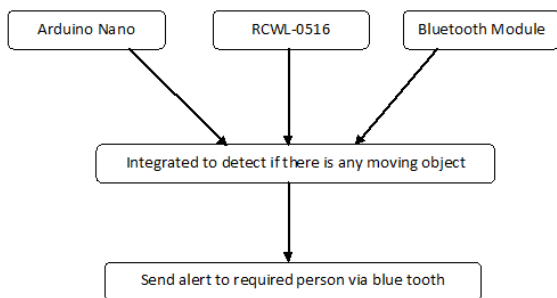 Arduino Nano
RCWL-0516
Bluetooth Module
Integrated to detect if there is any moving object
Send alert to required person via blue tooth